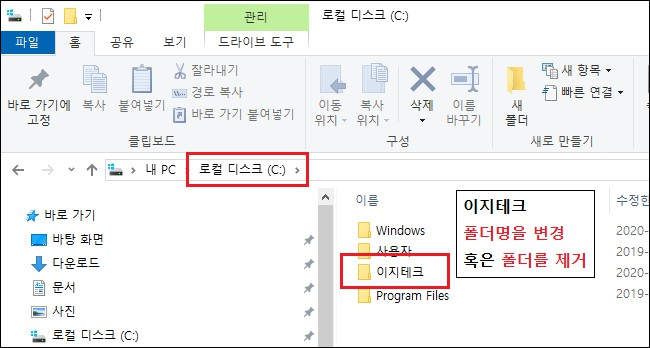 관리
로컬 디스크 (C:)
파일 홈 공유 보기 드라이브 도구
바로 가기에 고정
복사
붙여넣기
잘라내기
경로 복사
바로 가기 붙여넣기
클립보드
이동 위치
복사 위치
삭제
이름 바꾸기
구성
새 폴더
새 항목
빠른 연결
새로 만들기
내 PC 로컬 디스크 (C:)
바로 가기
바탕 화면
다운로드
문서
사진
로컬 디스크 (C:)
이름 수정한
Windows 2020-
사용자 2019-
이지테크 2020-
Program Files 2019-
이지테크
폴더명을 변경
혹은 폴더를 제거